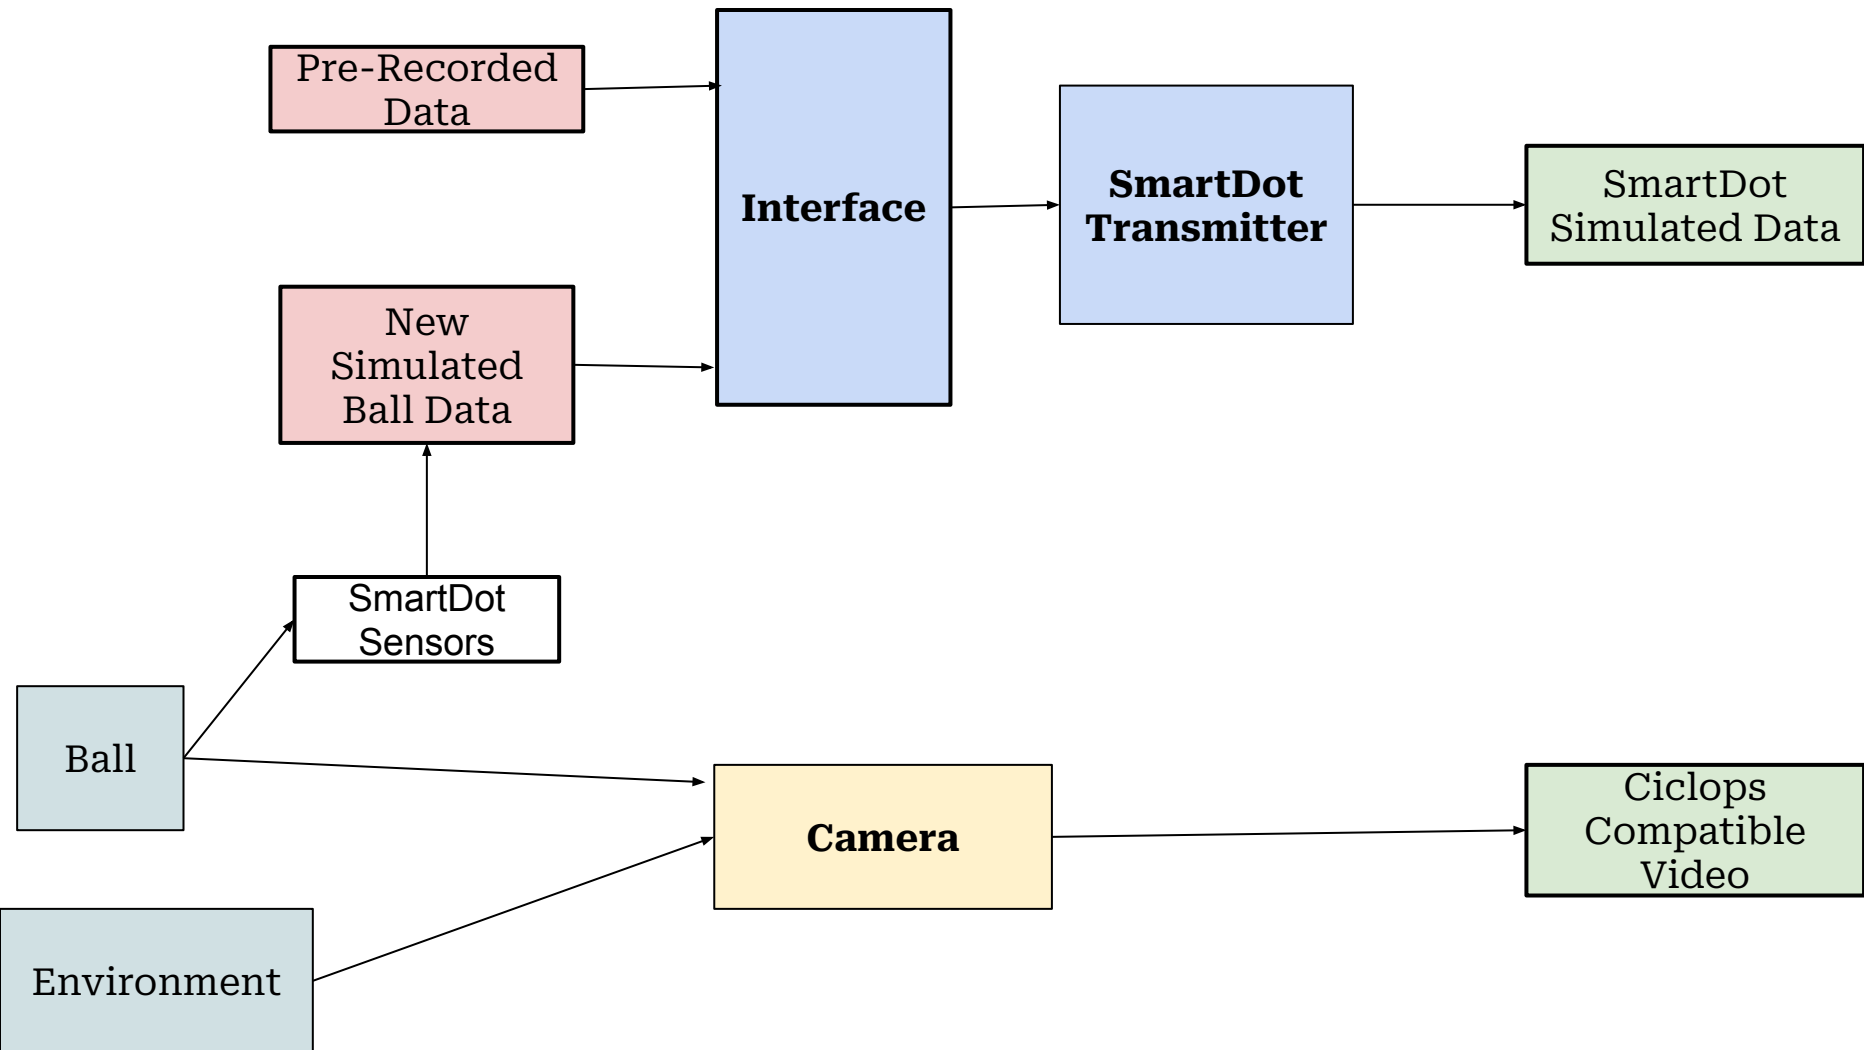 Pre-Recorded
Data
Interface
SmartDot
Transmitter
SmartDot
Simulated Data
New
Simulated
Ball Data
SmartDot
Sensors
Ball
Camera
Ciclops
Compatible
Video
Environment